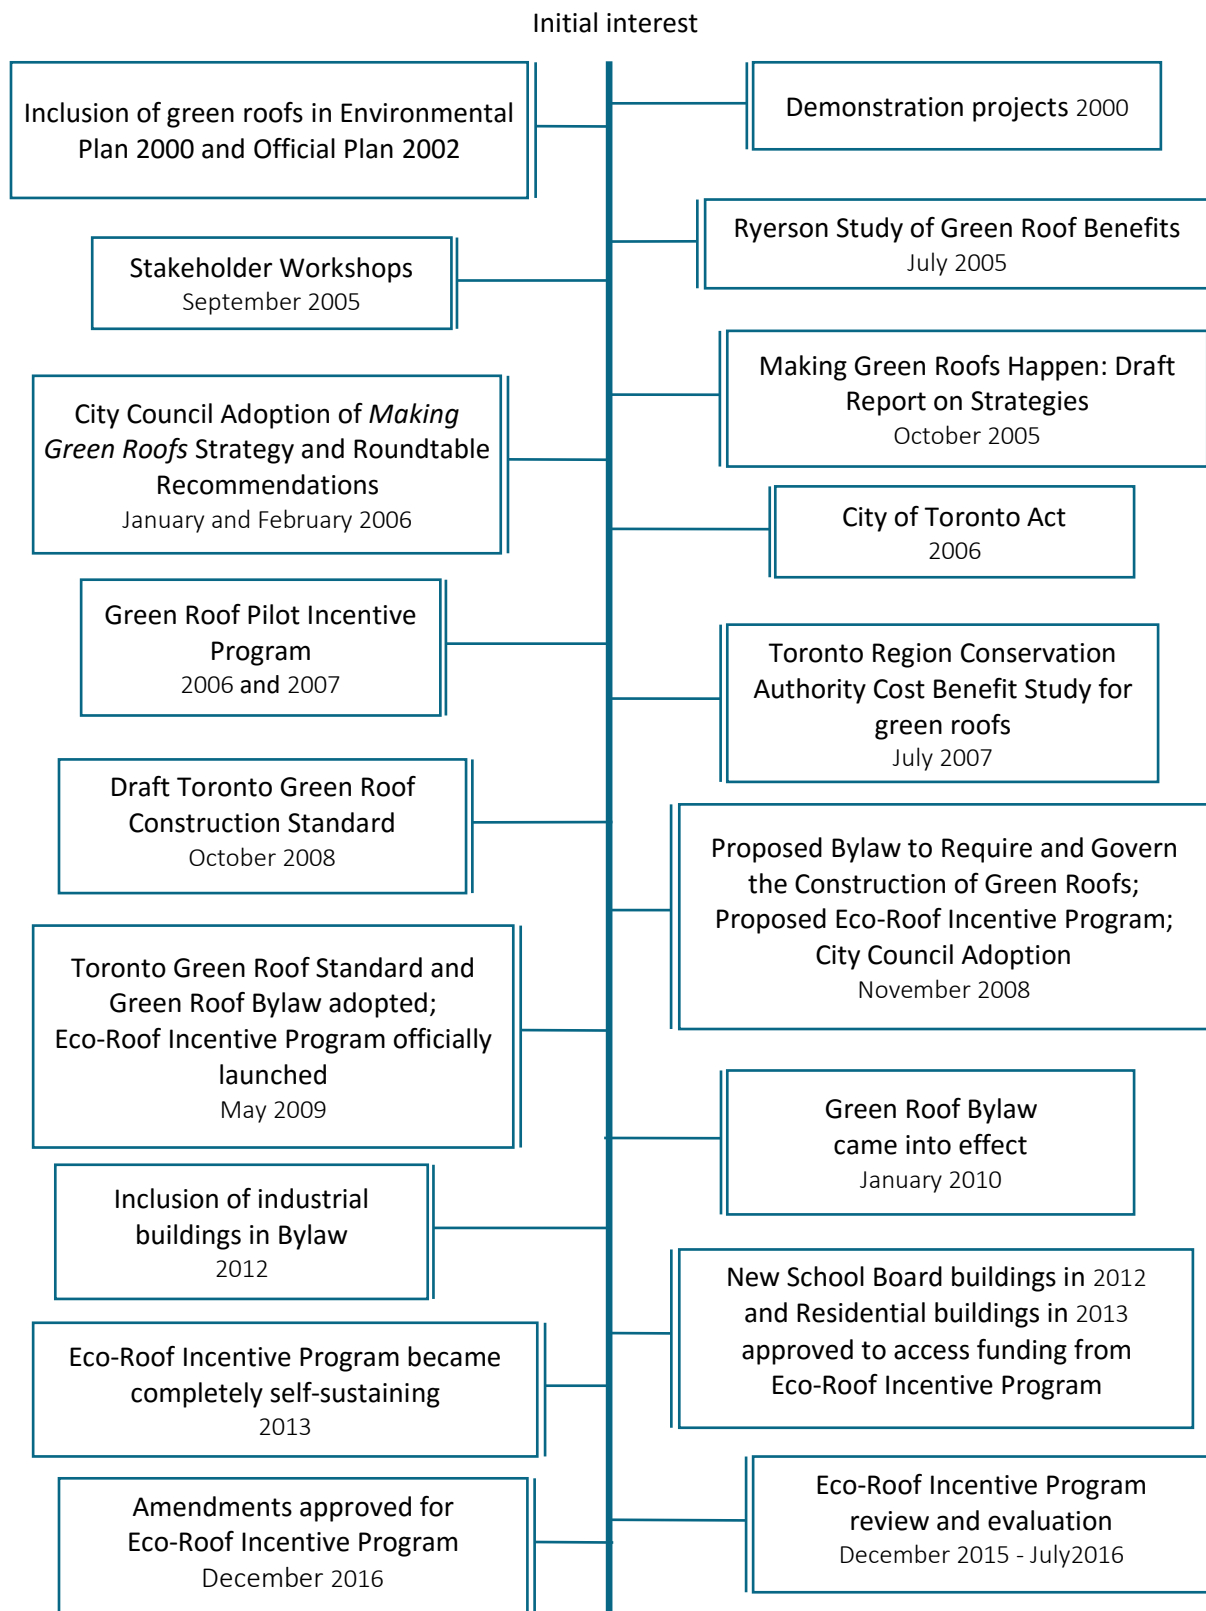 Initial interest
Inclusion of green roofs in Environmental
Plan 2000 and Official Plan 2002
Demonstration projects 2000
Ryerson Study of Green Roof Benefits
July 2005
Stakeholder Workshops
September 2005
Making Green Roofs Happen: Draft
Report on Strategies
October 2005
City Council Adoption of Making
Green Roofs Strategy and Roundtable
Recommendations
January and February 2006
City of Toronto Act
2006
Green Roof Pilot Incentive
Program
2006 and 2007
Toronto Region Conservation
Authority Cost Benefit Study for
green roofs
July 2007
Draft Toronto Green Roof
Construction Standard
October 2008
Proposed Bylaw to Require and Govern
the Construction of Green Roofs;
Proposed Eco-Roof Incentive Program;
City Council Adoption
November 2008
Toronto Green Roof Standard and
Green Roof Bylaw adopted;
Eco-Roof Incentive Program officially
launched
May 2009
Green Roof Bylaw
came into effect
January 2010
Inclusion of industrial
buildings in Bylaw
2012
New School Board buildings in 2012
and Residential buildings in 2013
approved to access funding from
Eco-Roof Incentive Program
Eco-Roof Incentive Program became
completely self-sustaining
2013
Eco-Roof Incentive Program
review and evaluation
December 2015 - July2016
Amendments approved for
Eco-Roof Incentive Program
December 2016